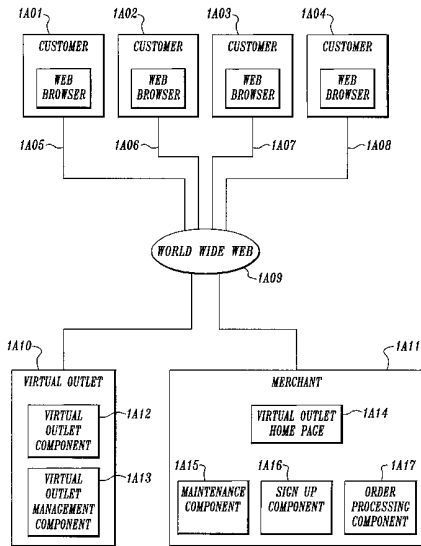 1A01 1A02 1A03 1A04
CUSTOMER CUSTOMER CUSTOMER CUSTOMER
WEB WEB WEB WEB
BROWSER BROWSER BROWSER BROWSER
1A05 1A06 1A07 1A08
WORLD WIDE WEB
1A09
1A10 1A11
VIRTUAL OUTLET MERCHANT
VIRTUAL
OUTLET
COMPONENT
1A12
VIRTUAL OUTLET
HOME PAGE
1A14
VIRTUAL
OUTLET
MANAGEMENT
COMPONENT
1A13
1A15 1A16 1A17
MAINTENANCE
COMPONENT
SIGN UP
COMPONENT
ORDER
PROCESSING
COMPONENT